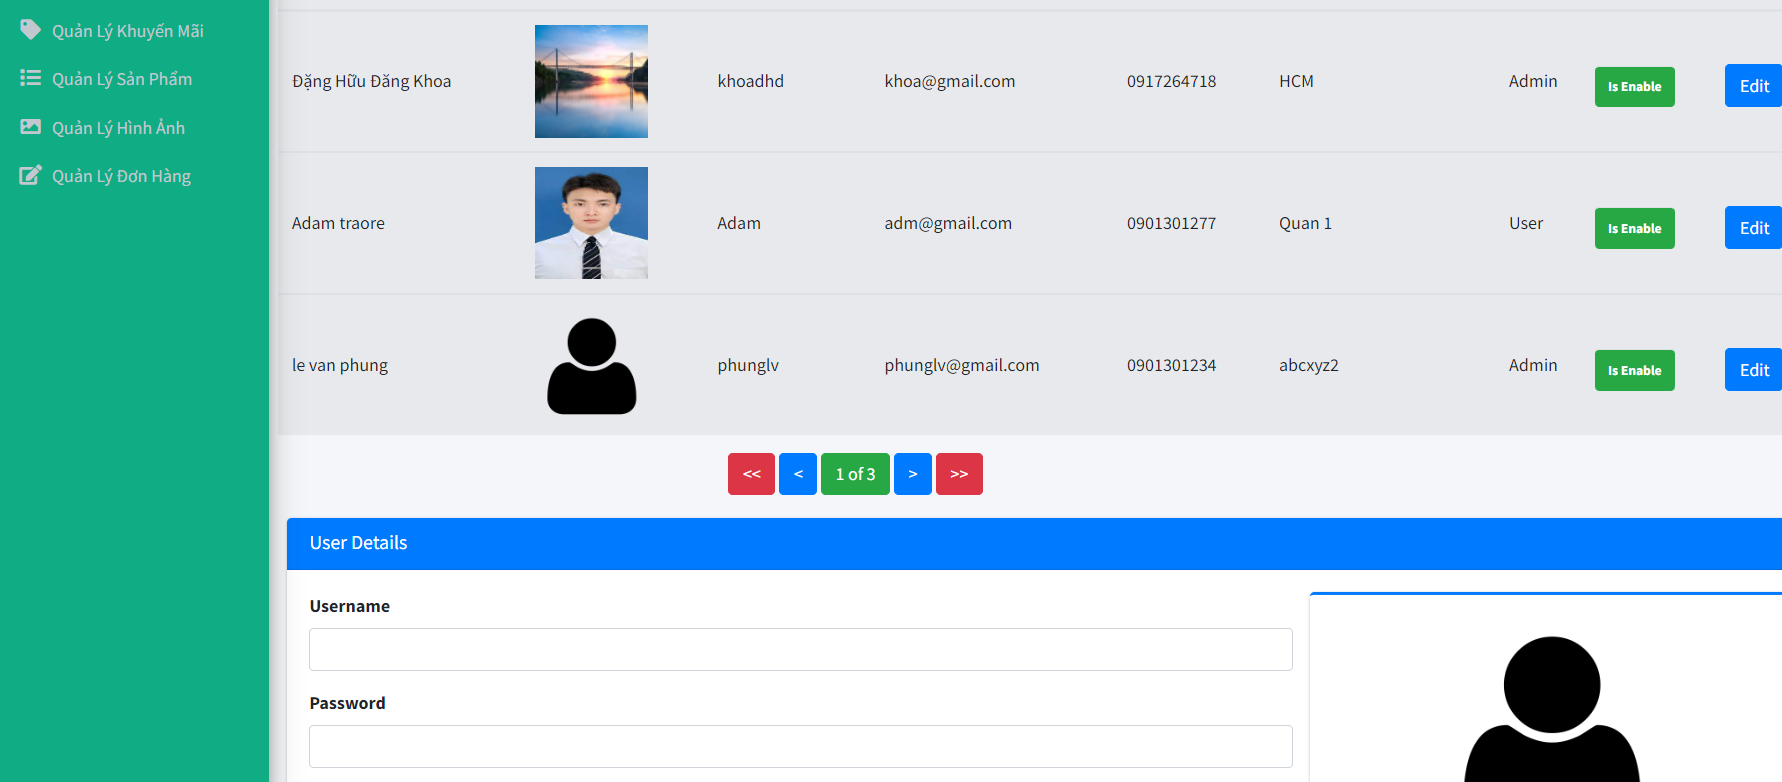 Quản Lý Khuyến Mãi
Quản Lý Sản Phẩm
Quản Lý Hình Ảnh
Quản Lý Đơn Hàng
Đặng Hữu Đăng Khoa khoadhd khoa@gmail.com 0917264718 HCM Admin Is Enable Edit
Adam traore Adam adm@gmail.com 0901301277 Quan 1 User Is Enable Edit
le van phung phunglv phunglv@gmail.com 0901301234 abcxyz2 Admin Is Enable Edit
<< < 1 of 3 > >>
User Details
Username
Password